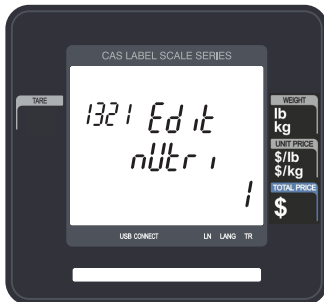 CAS LABEL SCALE SERIES
TARE
1321 Edit
nUtri
1
WEIGHT
lb
kg
UNIT PRICE
$/lb
$/kg
TOTAL PRICE
$
USB CONNECT LN LANG TR